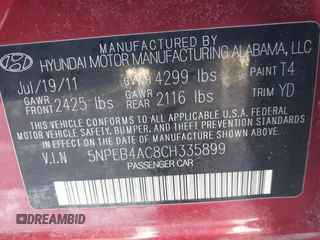 MANUFACTURED BY
HYUNDAI MOTOR MANUFACTURING ALABAMA, LLC
Jul/19/11 GVWR 4299 lbs PAINT T4
GAWR FRONT 2425 lbs GAWR REAR 2116 lbs TRIM YD
THIS VEHICLE CONFORMS TO ALL APPLICABLE FEDERAL MOTOR VEHICLE SAFETY, BUMPER, AND THEFT PREVENTION STANDARDS IN EFFECT ON THE DATE OF MANUFACTURE SHOWN ABOVE.
V.I.N 5NPEB4AC8CH335899
PASSENGER CAR
DREAMBID